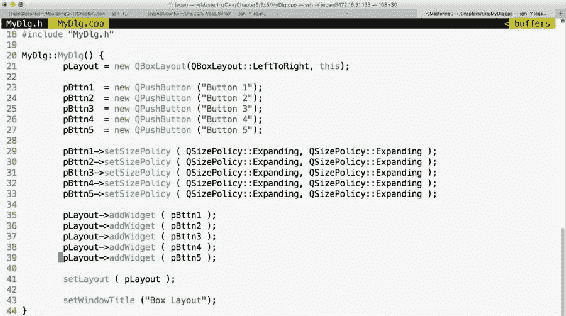 MyDlg.h MyDlg.cpp < buffers
18 #include "MyDlg.h"
19
20 MyDlg::MyDlg() {
21 pLayout = new QBoxLayout(QBoxLayout::LeftToRight, this);
22
23 pBttn1 = new QPushButton ("Button 1");
24 pBttn2 = new QPushButton ("Button 2");
25 pBttn3 = new QPushButton ("Button 3");
26 pBttn4 = new QPushButton ("Button 4");
27 pBttn5 = new QPushButton ("Button 5");
28
29 pBttn1->setSizePolicy ( QSizePolicy::Expanding, QSizePolicy::Expanding );
30 pBttn2->setSizePolicy ( QSizePolicy::Expanding, QSizePolicy::Expanding );
31 pBttn3->setSizePolicy ( QSizePolicy::Expanding, QSizePolicy::Expanding );
32 pBttn4->setSizePolicy ( QSizePolicy::Expanding, QSizePolicy::Expanding );
33 pBttn5->setSizePolicy ( QSizePolicy::Expanding, QSizePolicy::Expanding );
34
35 pLayout->addWidget ( pBttn1 );
36 pLayout->addWidget ( pBttn2 );
37 pLayout->addWidget ( pBttn3 );
38 pLayout->addWidget ( pBttn4 );
39 pLayout->addWidget ( pBttn5 );
40
41 setLayout ( pLayout );
42
43 setWindowTitle ("Box Layout");
44 }